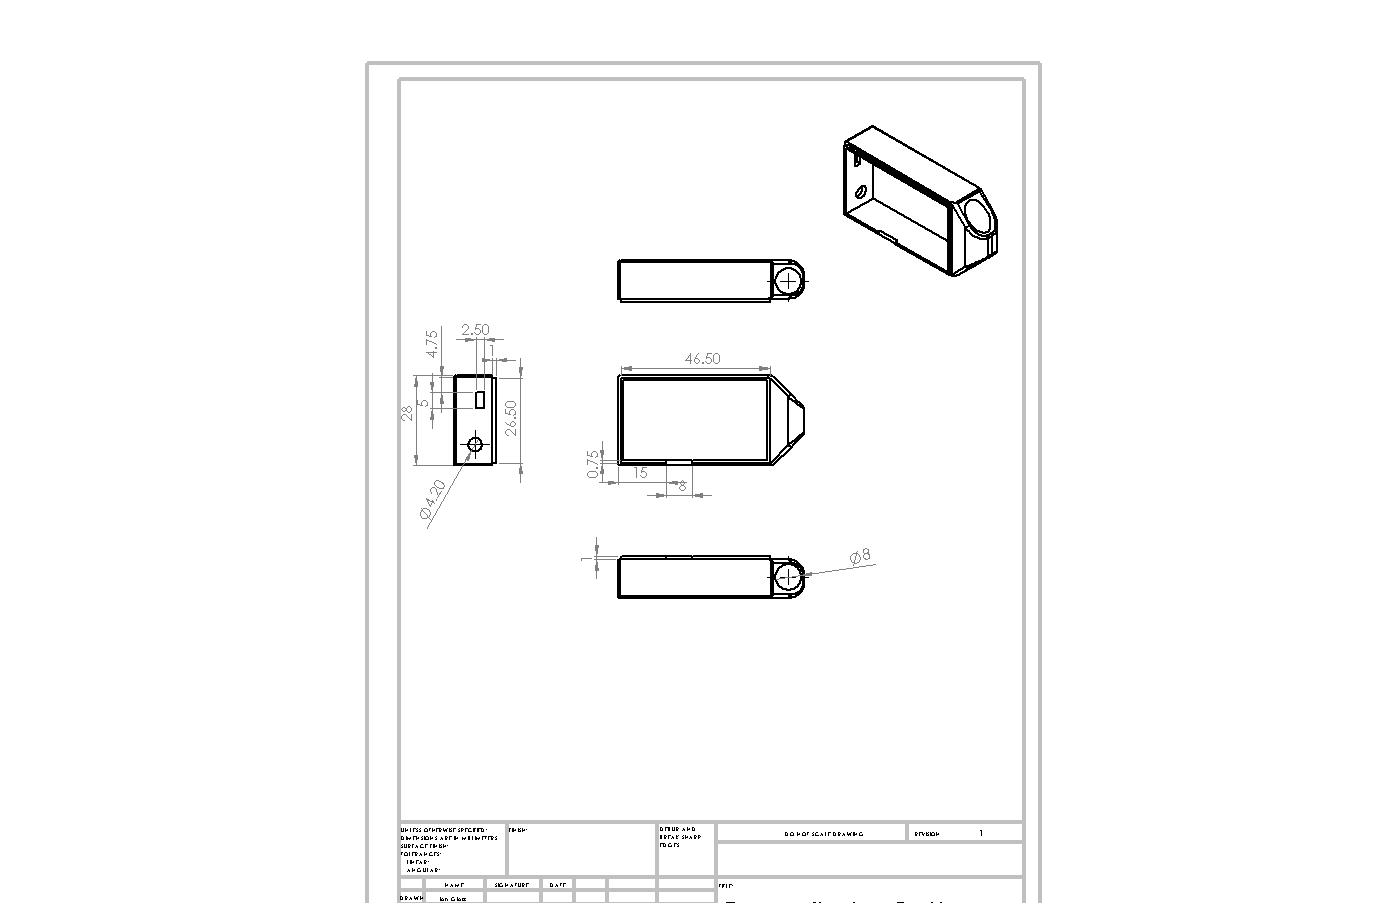 2.50
4.75
1
5
28
26.50
Ø4.20
46.50
0.75
15
8
1
Ø8
UNLESS OTHERWISE SPECIFIED:
DIMENSIONS ARE IN MILLIMETERS
SURFACE FINISH:
TOLERANCES:
LINEAR:
ANGULAR:
FINISH:
DEBUR AND
BREAK SHARP
EDGES
DO NOT SCALE DRAWING
REVISION
1
NAME
SIGNATURE
DATE
TITLE:
DRAWN